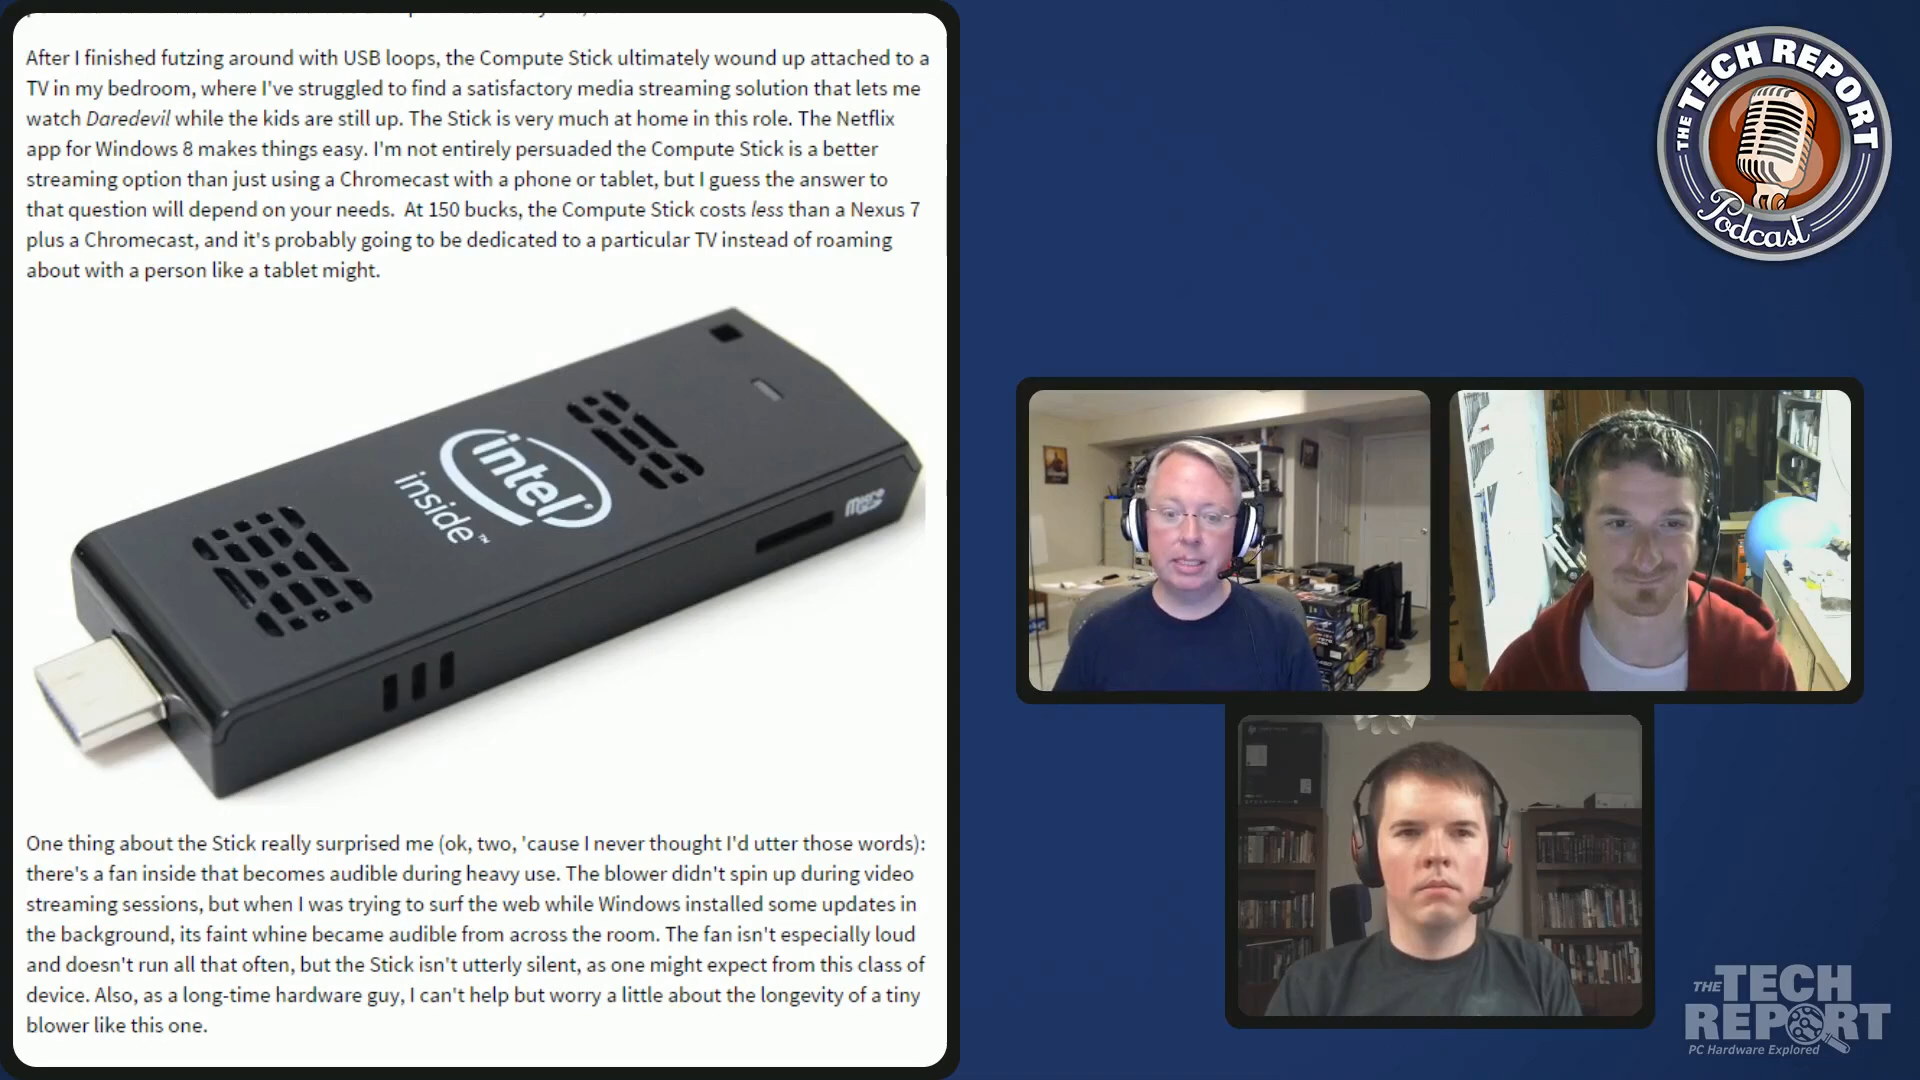 After I finished futzing around with USB loops, the Compute Stick ultimately wound up attached to a
TV in my bedroom, where I've struggled to find a satisfactory media streaming solution that lets me
watch Daredevil while the kids are still up. The Stick is very much at home in this role. The Netflix
app for Windows 8 makes things easy. I'm not entirely persuaded the Compute Stick is a better
streaming option than just using a Chromecast with a phone or tablet, but I guess the answer to
that question will depend on your needs. At 150 bucks, the Compute Stick costs less than a Nexus 7
plus a Chromecast, and it's probably going to be dedicated to a particular TV instead of roaming
about with a person like a tablet might.
intel
inside™
micro
One thing about the Stick really surprised me (ok, two, 'cause I never thought I'd utter those words):
there's a fan inside that becomes audible during heavy use. The blower didn't spin up during video
streaming sessions, but when I was trying to surf the web while Windows installed some updates in
the background, its faint whine became audible from across the room. The fan isn't especially loud
and doesn't run all that often, but the Stick isn't utterly silent, as one might expect from this class of
device. Also, as a long-time hardware guy, I can't help but worry a little about the longevity of a tiny
blower like this one.
THE TECH REPORT
Podcast
THE TECH
REPORT
PC Hardware Explored